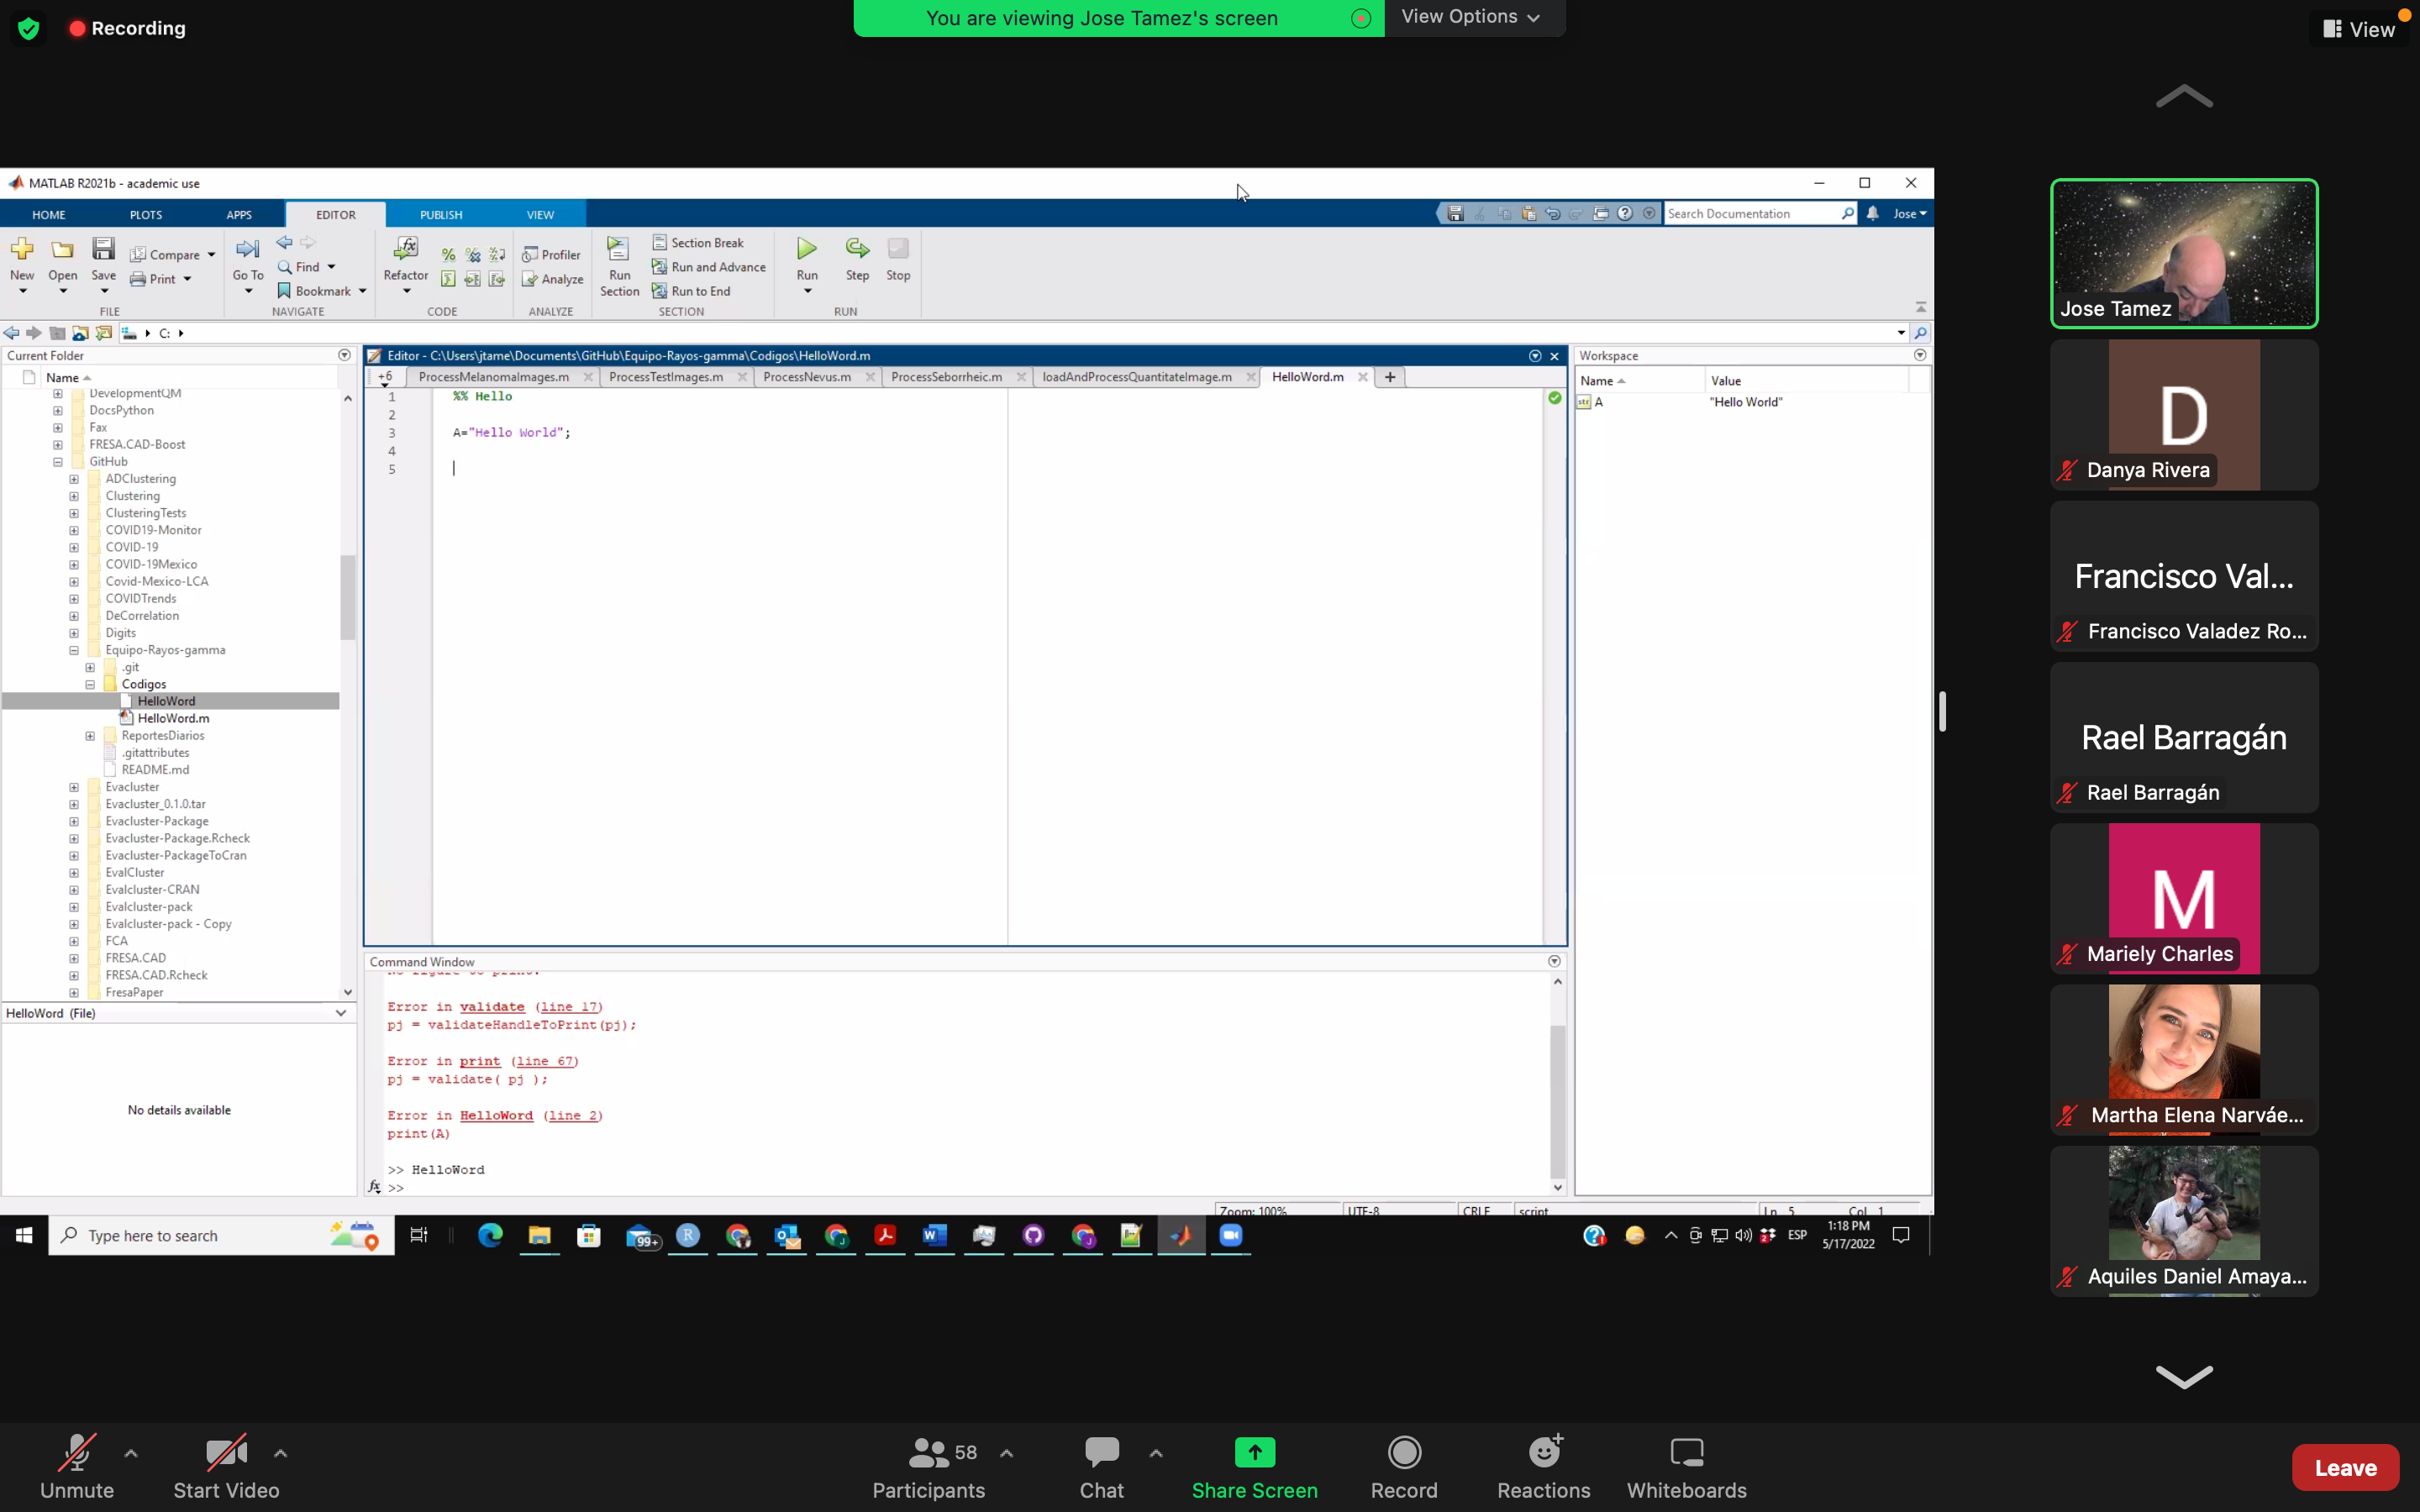 Recording
You are viewing Jose Tamez's screen
View Options
View
MATLAB R2021b - academic use
HOME
PLOTS
APPS
EDITOR
PUBLISH
VIEW
Search Documentation
Jose
New
Open
Save
Compare
Print
FILE
Go To
Find
Bookmark
NAVIGATE
Refactor
CODE
Profiler
Analyze
ANALYZE
Run Section
Section Break
Run and Advance
Run to End
SECTION
Run
Step
Stop
RUN
C:
Current Folder
Name
DevelopmentQM
DocsPython
Fax
FRESA.CAD-Boost
GitHub
ADClustering
Clustering
ClusteringTests
COVID19-Monitor
COVID-19
COVID-19Mexico
Covid-Mexico-LCA
COVIDTrends
DeCorrelation
Digits
Equipo-Rayos-gamma
.git
Codigos
HelloWord
HelloWord.m
ReportesDiarios
.gitattributes
README.md
Evacluster
Evacluster_0.1.0.tar
Evacluster-Package
Evacluster-Package.Rcheck
Evacluster-PackageToCran
EvalCluster
Evalcluster-CRAN
Evalcluster-pack
Evalcluster-pack - Copy
FCA
FRESA.CAD
FRESA.CAD.Rcheck
FresaPaper
HelloWord (File)
No details available
Editor - C:\Users\jtame\Documents\GitHub\Equipo-Rayos-gamma\Codigos\HelloWord.m
+6
ProcessMelanomaImages.m
ProcessTestImages.m
ProcessNevus.m
ProcessSeborrheic.m
loadAndProcessQuantitateImage.m
HelloWord.m
1 %% Hello
2
3 A="Hello World";
4
5
Command Window
Error in validate (line 17)
pj = validateHandleToPrint(pj);
Error in print (line 67)
pj = validate( pj );
Error in HelloWord (line 2)
print(A)
>> HelloWord
fx >>
Workspace
Name
Value
A
"Hello World"
Zoom: 100%
UTF-8
CRLF
script
Ln 5
Col 1
Type here to search
99+
ESP
1:18 PM
5/17/2022
Jose Tamez
D
Danya Rivera
Francisco Val...
Francisco Valadez Ro...
Rael Barragán
Rael Barragán
M
Mariely Charles
Martha Elena Narváe...
Aquiles Daniel Amaya...
Unmute
Start Video
58
Participants
Chat
Share Screen
Record
Reactions
Whiteboards
Leave